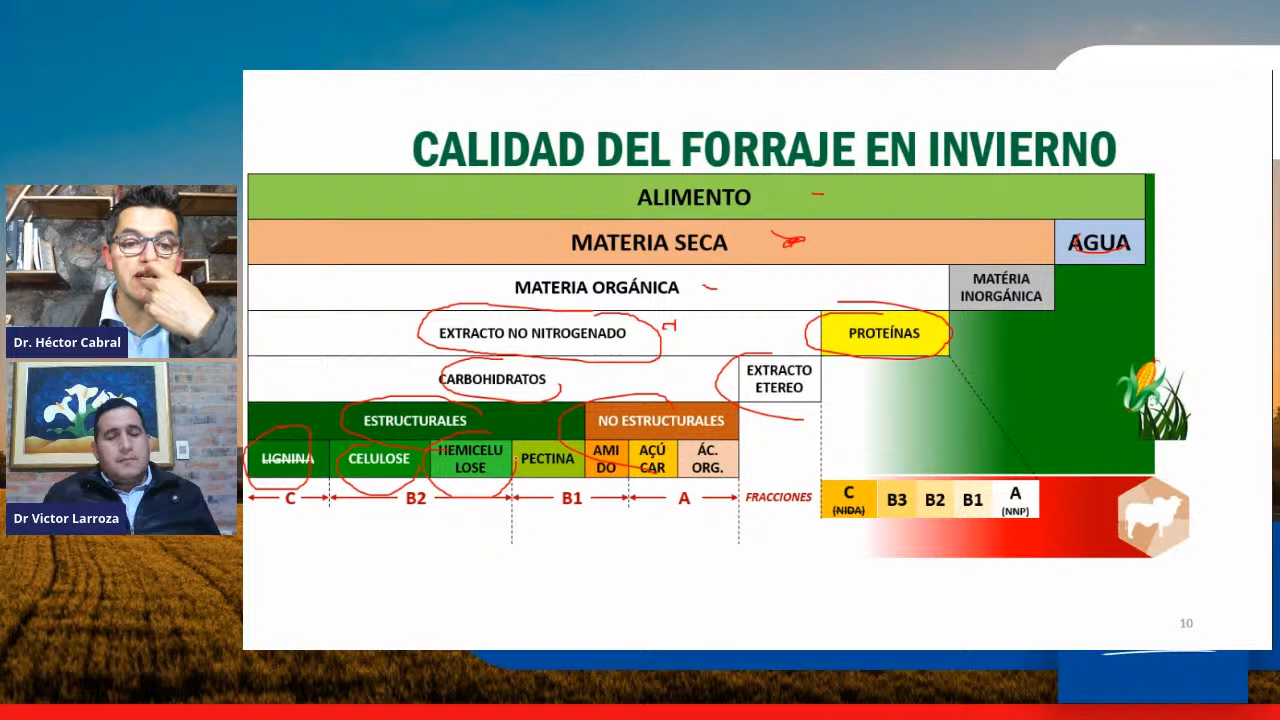 CALIDAD DEL FORRAJE EN INVIERNO
ALIMENTO
MATERIA SECA
AGUA
MATERIA ORGÁNICA
MATÉRIA
INORGÁNICA
EXTRACTO NO NITROGENADO
PROTEÍNAS
CARBOHIDRATOS
EXTRACTO
ETEREO
ESTRUCTURALES
NO ESTRUCTURALES
LIGNINA
CELULOSE
HEMICELU
LOSE
PECTINA
AMI
DO
AÇÚ
CAR
ÁC.
ORG.
C
B2
B1
A
FRACCIONES
C
(NIDA)
B3
B2
B1
A
(NNP)
10
Dr. Héctor Cabral
Dr Victor Larroza